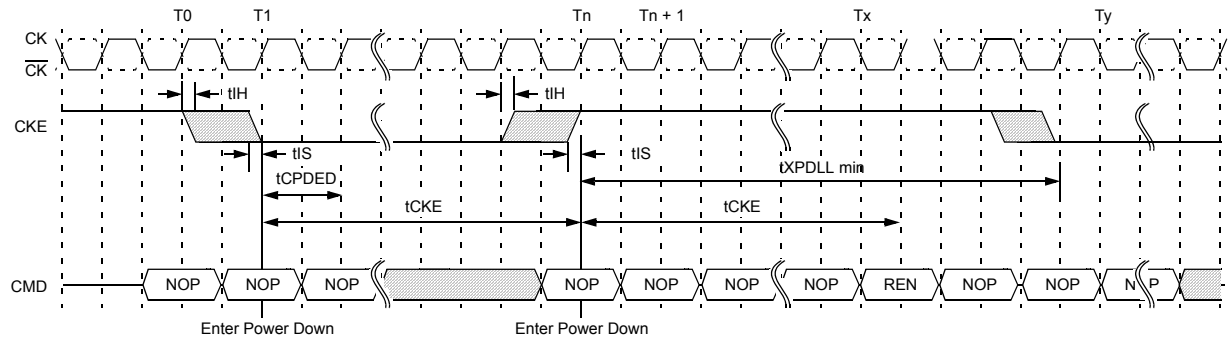 T0 T1 Tn Tn + 1 Tx Ty
CK
CK
tIH tIH
CKE
tIS tIS
tXPDLL min
tCPDED
tCKE tCKE
CMD NOP NOP NOP NOP NOP NOP NOP REN NOP NOP NOP
Enter Power Down Enter Power Down